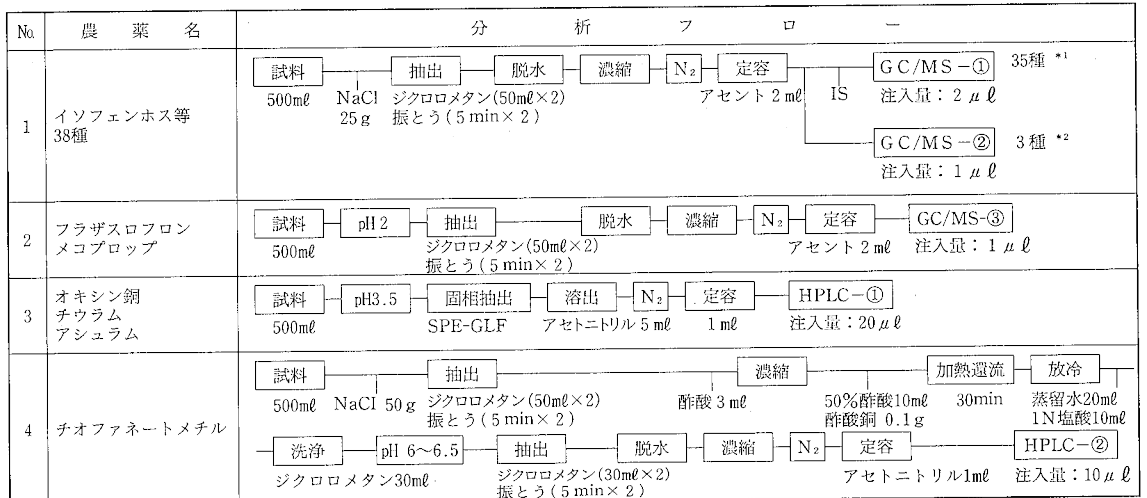 No. 農薬名 分析フロー
試料 抽出 脱水 濃縮 N₂ 定容 GC/MS-① 35種 *1
500mℓ NaCl ジクロロメタン(50mℓ×2) アセント 2mℓ IS 注入量:2μℓ
25g 振とう(5min×2)
1 イソフェンホス等
38種
GC/MS-② 3種 *2
注入量:1μℓ
2 フラザスロフロン
メコプロップ
試料 pH2 抽出 脱水 濃縮 N₂ 定容 GC/MS-③
500mℓ ジクロロメタン(50mℓ×2) アセント 2mℓ 注入量:1μℓ
振とう(5min×2)
3 オキシン銅
チウラム
アシュラム
試料 pH3.5 固相抽出 溶出 N₂ 定容 HPLC-①
500mℓ SPE-GLF アセトニトリル 5mℓ 1mℓ 注入量:20μℓ
4 チオファネートメチル
試料 抽出 濃縮 加熱還流 放冷
500mℓ NaCl 50g ジクロロメタン(50mℓ×2) 酢酸 3mℓ 50%酢酸10mℓ 30min 蒸留水20mℓ
振とう(5min×2) 酢酸銅 0.1g 1N塩酸10mℓ
洗浄 pH 6~6.5 抽出 脱水 濃縮 N₂ 定容 HPLC-②
ジクロロメタン30mℓ ジクロロメタン(30mℓ×2) アセトニトリル1mℓ 注入量:10μℓ
振とう(5min×2)